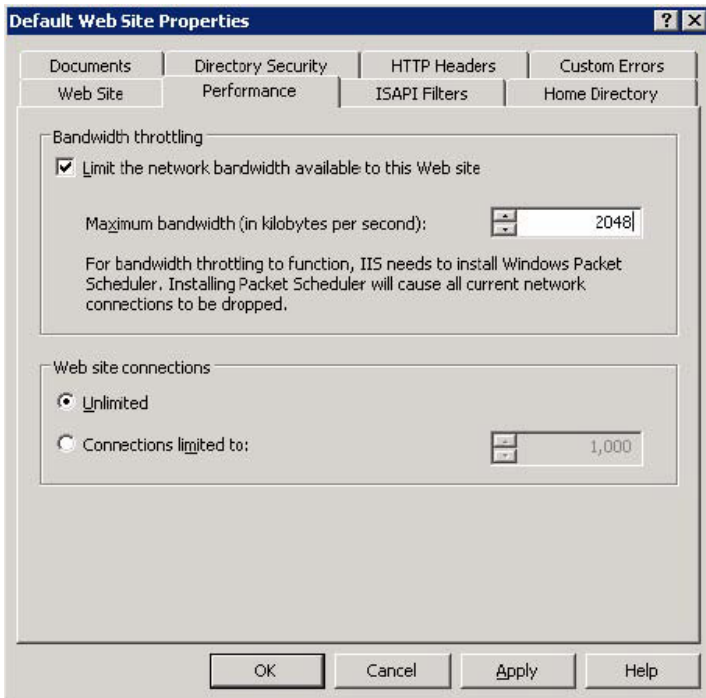 Default Web Site Properties
Documents
Directory Security
HTTP Headers
Custom Errors
Web Site
Performance
ISAPI Filters
Home Directory
Bandwidth throttling
Limit the network bandwidth available to this Web site
Maximum bandwidth (in kilobytes per second):
2048
For bandwidth throttling to function, IIS needs to install Windows Packet
Scheduler. Installing Packet Scheduler will cause all current network
connections to be dropped.
Web site connections
Unlimited
Connections limited to:
1,000
OK
Cancel
Apply
Help